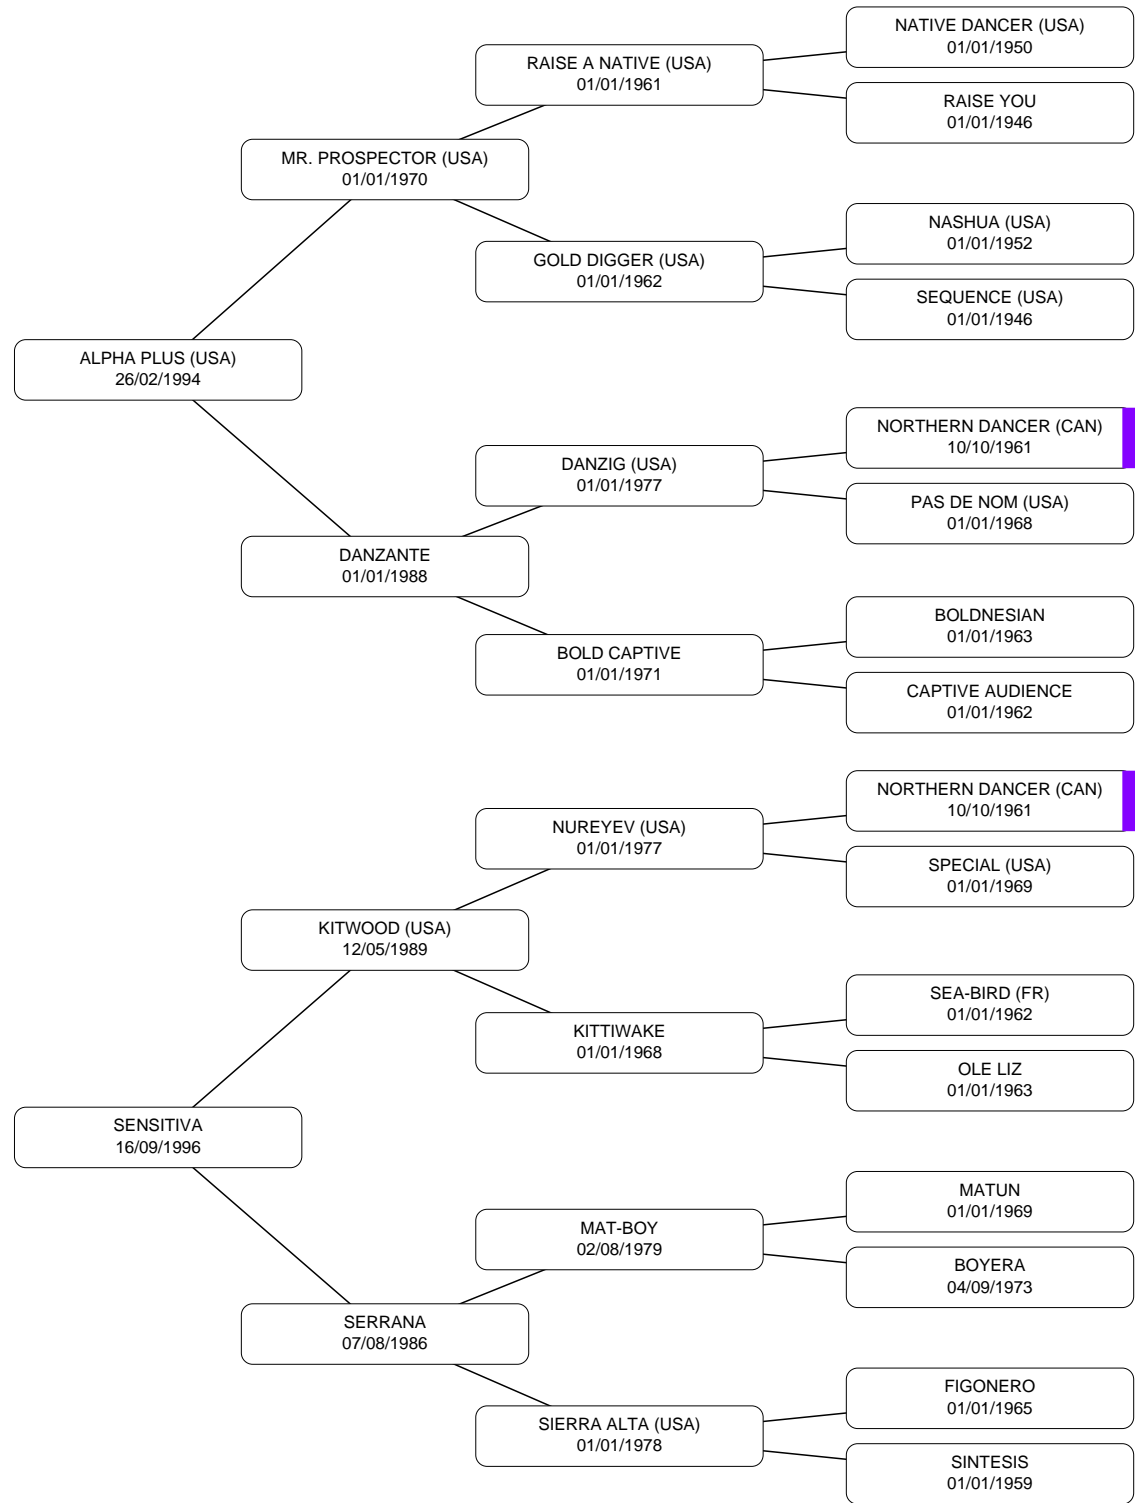 NATIVE DANCER (USA)
01/01/1950
RAISE A NATIVE (USA)
01/01/1961
RAISE YOU
01/01/1946
MR. PROSPECTOR (USA)
01/01/1970
NASHUA (USA)
01/01/1952
GOLD DIGGER (USA)
01/01/1962
SEQUENCE (USA)
01/01/1946
ALPHA PLUS (USA)
26/02/1994
NORTHERN DANCER (CAN)
10/10/1961
DANZIG (USA)
01/01/1977
PAS DE NOM (USA)
01/01/1968
DANZANTE
01/01/1988
BOLDNESIAN
01/01/1963
BOLD CAPTIVE
01/01/1971
CAPTIVE AUDIENCE
01/01/1962
NORTHERN DANCER (CAN)
10/10/1961
NUREYEV (USA)
01/01/1977
SPECIAL (USA)
01/01/1969
KITWOOD (USA)
12/05/1989
SEA-BIRD (FR)
01/01/1962
KITTIWAKE
01/01/1968
OLE LIZ
01/01/1963
SENSITIVA
16/09/1996
MATUN
01/01/1969
MAT-BOY
02/08/1979
BOYERA
04/09/1973
SERRANA
07/08/1986
FIGONERO
01/01/1965
SIERRA ALTA (USA)
01/01/1978
SINTESIS
01/01/1959